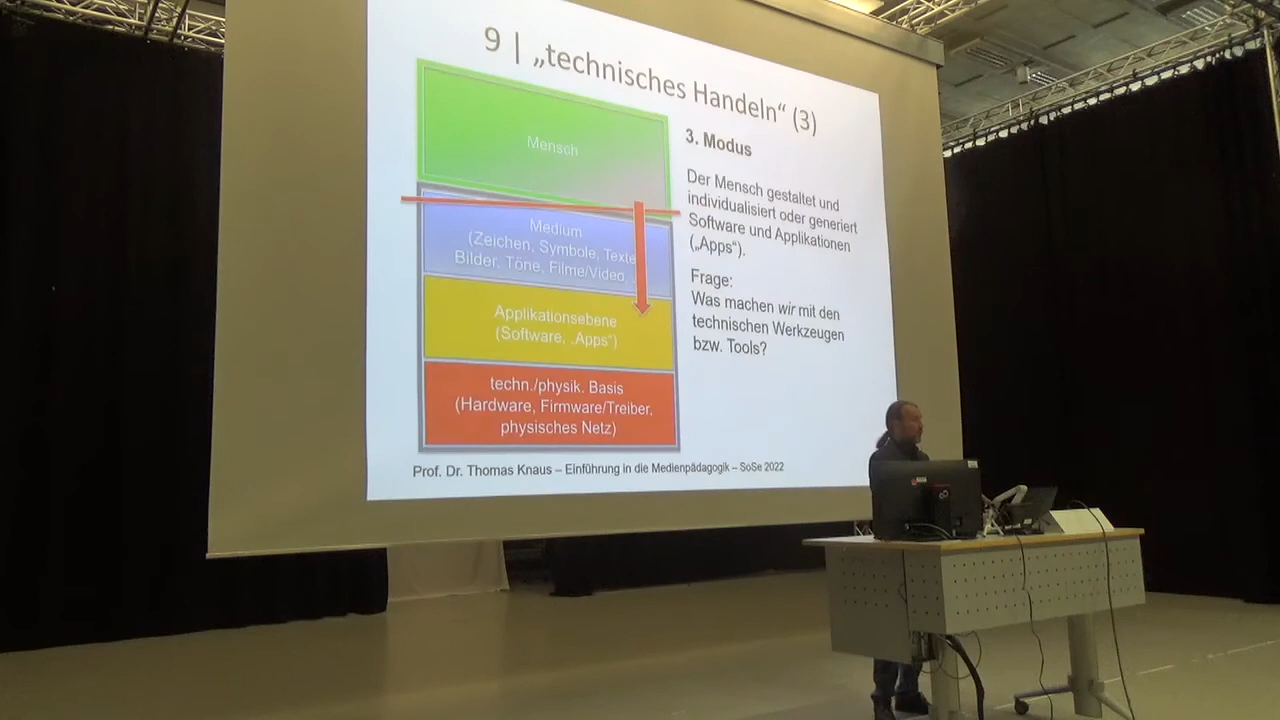 9 | „technisches Handeln“ (3)
Mensch
Medium
(Zeichen, Symbole, Texte
Bilder, Töne, Filme/Video
Applikationsebene
(Software, „Apps“)
techn./physik. Basis
(Hardware, Firmware/Treiber,
physisches Netz)
3. Modus
Der Mensch gestaltet und
individualisiert oder generiert
Software und Applikationen
(„Apps“).
Frage:
Was machen wir mit den
technischen Werkzeugen
bzw. Tools?
Prof. Dr. Thomas Knaus – Einführung in die Medienpädagogik – SoSe 2022